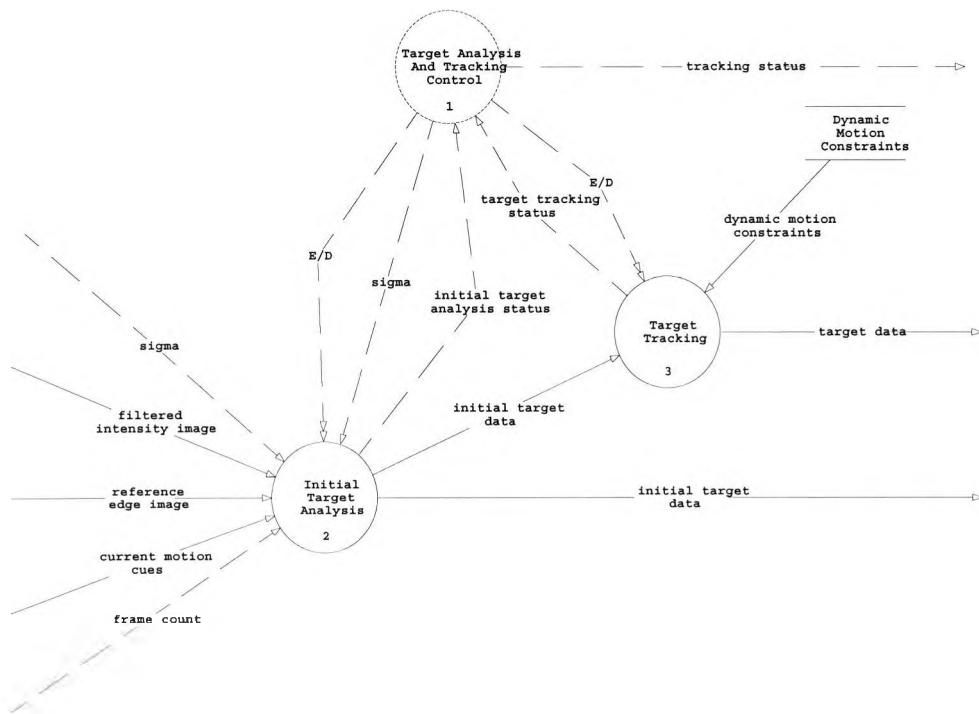 Target Analysis
And Tracking
Control
1
tracking status
Dynamic
Motion
Constraints
E/D
target tracking
status
dynamic motion
constraints
E/D
sigma
initial target
analysis status
sigma
Target
Tracking
3
target data
filtered
intensity image
initial target
data
reference
edge image
Initial
Target
Analysis
2
initial target
data
current motion
cues
frame count